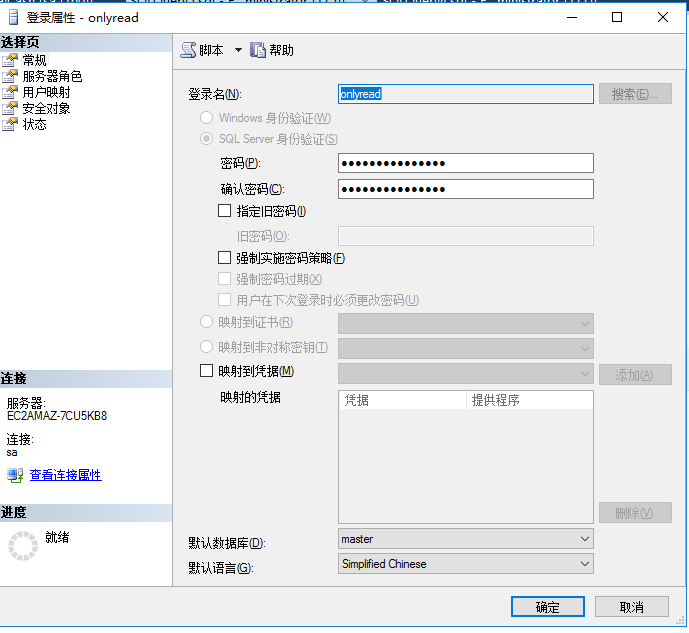 登录属性 - onlyread
选择页
常规
服务器角色
用户映射
安全对象
状态
脚本 帮助
登录名(N): onlyread 搜索(E)...
Windows 身份验证(W)
SQL Server 身份验证(S)
密码(P): ●●●●●●●●●●●●●●●
确认密码(C): ●●●●●●●●●●●●●●●
指定旧密码(I)
旧密码(O):
强制实施密码策略(F)
强制密码过期(X)
用户在下次登录时必须更改密码(U)
映射到证书(R)
映射到非对称密钥(T)
映射到凭据(M) 添加(A)
映射的凭据 凭据 提供程序
删除(V)
默认数据库(D): master
默认语言(G): Simplified Chinese
连接
服务器:
EC2AMAZ-7CU5KB8
连接:
sa
查看连接属性
进度
就绪
确定 取消